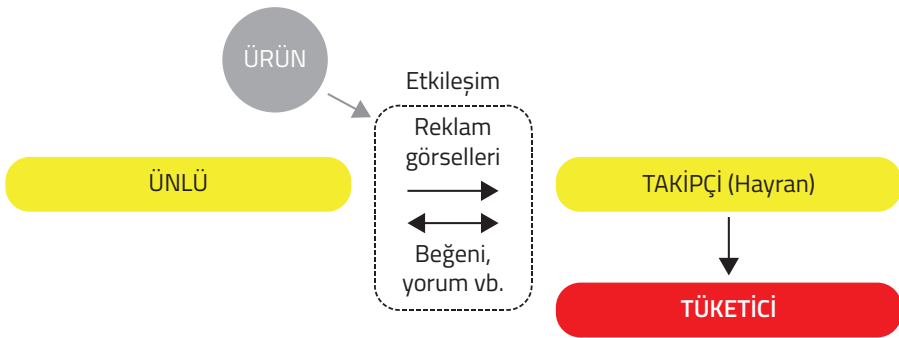 ÜRÜN
Etkileşim
Reklam
görselleri
ÜNLÜ
TAKİPÇİ (Hayran)
Beğeni,
yorum vb.
TÜKETİCİ